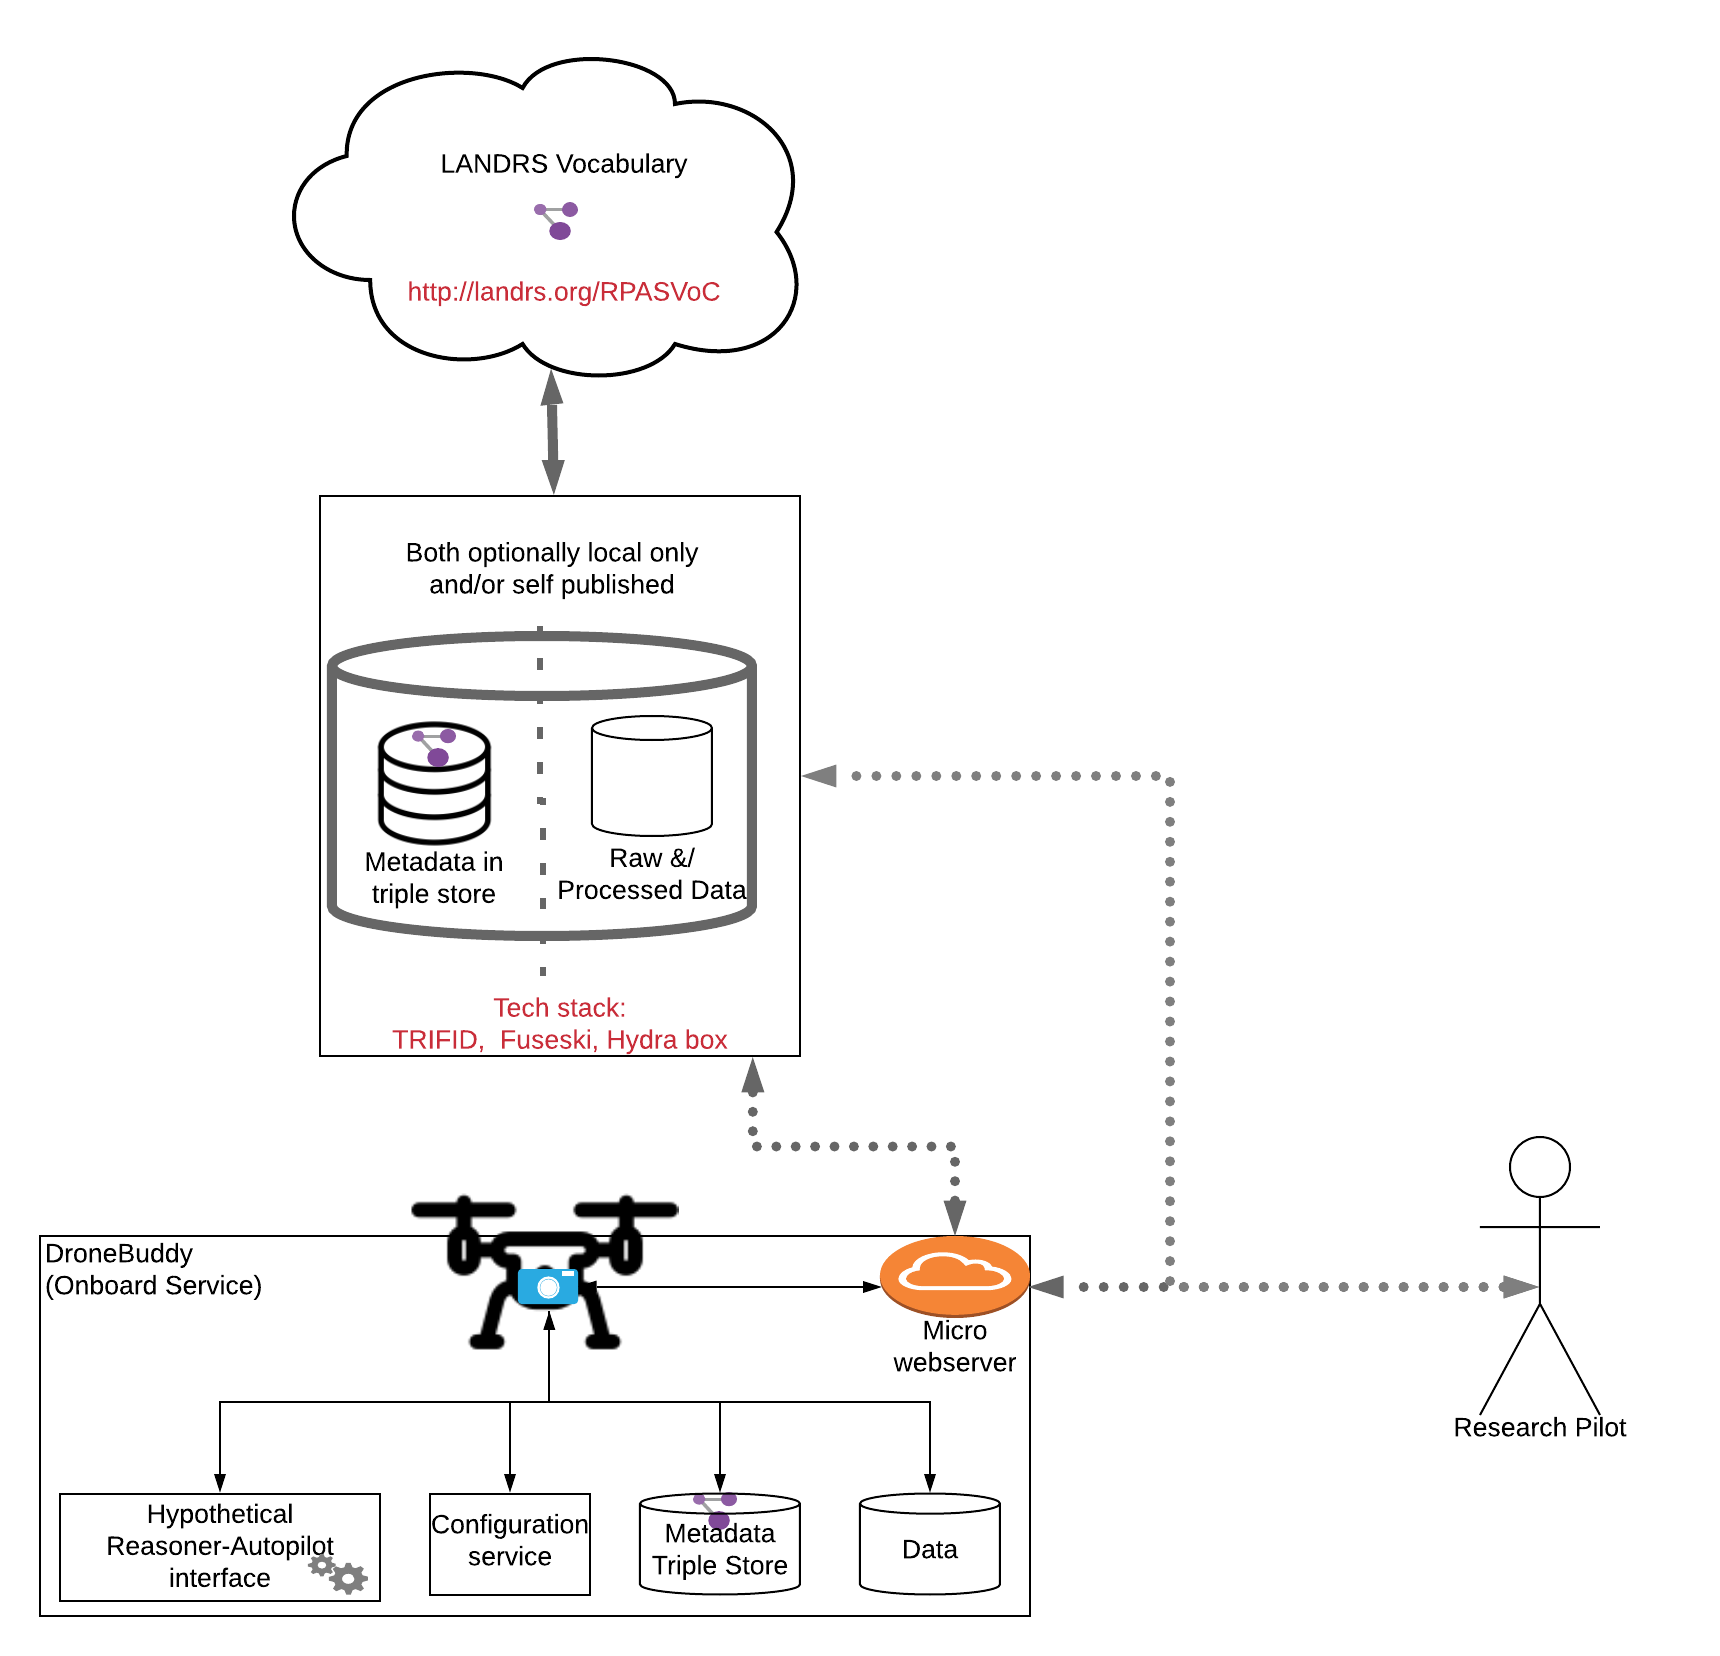 LANDRS Vocabulary
http://landrs.org/RPASVoC
Both optionally local only
and/or self published
Metadata in
triple store
Raw &/
Processed Data
Tech stack:
TRIFID,  Fuseski, Hydra box
DroneBuddy
(Onboard Service)
Micro
webserver
Research Pilot
Hypothetical
Reasoner-Autopilot
interface
Configuration
service
Metadata
Triple Store
Data